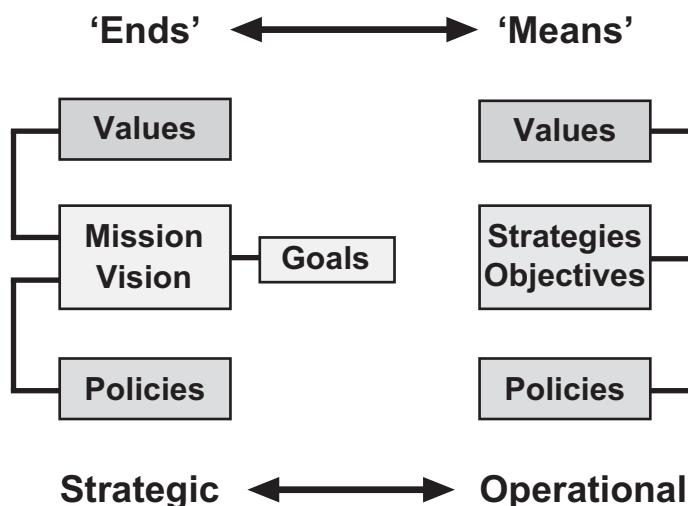 ‘Ends’ ‘Means’
Values Values
Mission
Vision
Goals
Strategies
Objectives
Policies Policies
Strategic Operational